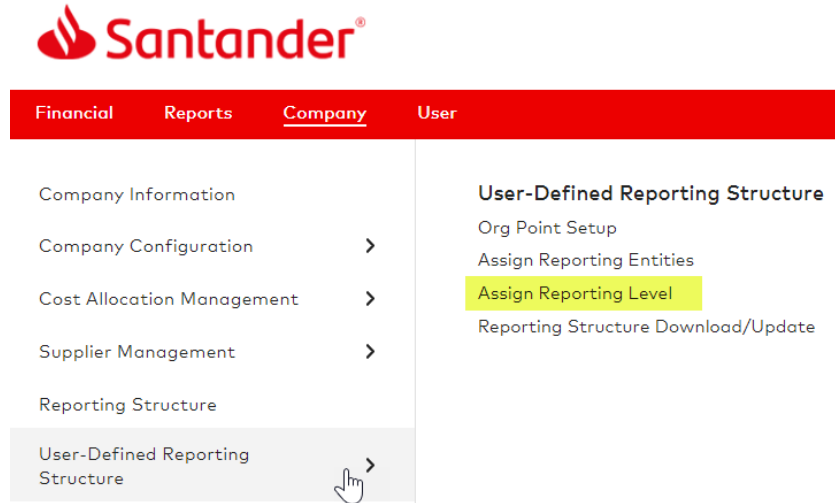 Santander®
Financial Reports Company User
Company Information
Company Configuration
Cost Allocation Management
Supplier Management
Reporting Structure
User-Defined Reporting
Structure
User-Defined Reporting Structure
Org Point Setup
Assign Reporting Entities
Assign Reporting Level
Reporting Structure Download/Update